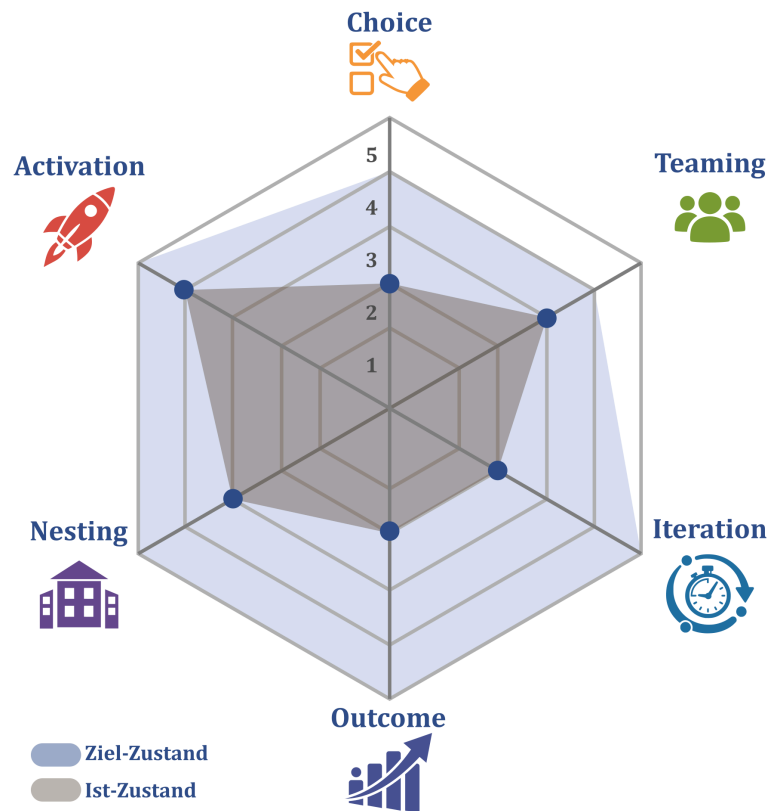 Choice
Activation
Teaming
5
4
3
2
1
Nesting
Iteration
Outcome
Ziel-Zustand
Ist-Zustand